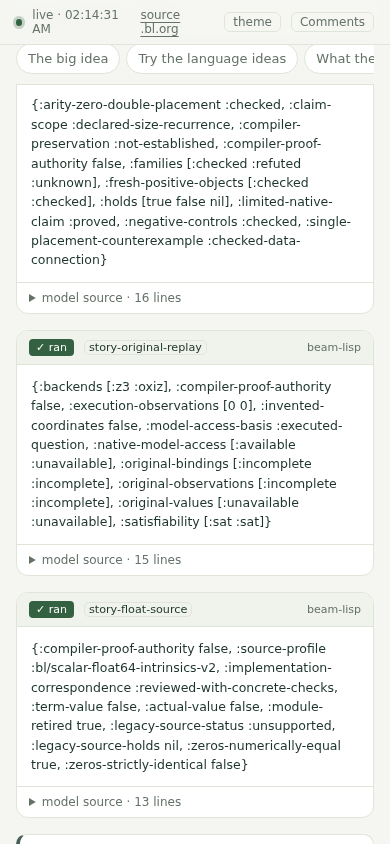 live · 02:14:31 AM
source.bl.org
theme
Comments
The big idea
Try the language ideas
What the
{:arity-zero-double-placement :checked, :claim-
scope :declared-size-recurrence, :compiler-
preservation :not-established, :compiler-proof-
authority false, :families [:checked :refuted
:unknown], :fresh-positive-objects [:checked
:checked], :holds [true false nil], :limited-native-
claim :proved, :negative-controls :checked, :single-
placement-counterexample :checked-data-
connection}
▶ model source · 16 lines
✓ ran story-original-replay beam-lisp
{:backends [:z3 :oxiz], :compiler-proof-authority
false, :execution-observations [0 0], :invented-
coordinates false, :model-access-basis :executed-
question, :native-model-access [:available
:unavailable], :original-bindings [:incomplete
:incomplete], :original-observations [:incomplete
:incomplete], :original-values [:unavailable
:unavailable], :satisfiability [:sat :sat]}
▶ model source · 15 lines
✓ ran story-float-source beam-lisp
{:compiler-proof-authority false, :source-profile
:bl/scalar-float64-intrinsics-v2, :implementation-
correspondence :reviewed-with-concrete-checks,
:term-value false, :actual-value false, :module-
retired true, :legacy-source-status :unsupported,
:legacy-source-holds nil, :zeros-numerically-equal
true, :zeros-strictly-identical false}
▶ model source · 13 lines